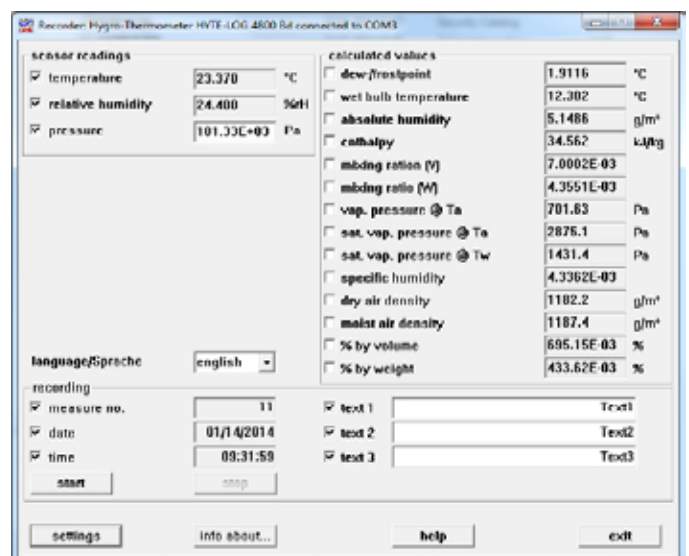 Recorder: Hygro-Thermometer HYTE-LOG 4800 Bd connected to COM3
sensor readings
temperature 23.370 °C
relative humidity 24.400 %rH
pressure 101.33E+03 Pa
calculated values
dew-/frostpoint 1.9116 °C
wet bulb temperature 12.302 °C
absolute humidity 5.1486 g/m³
enthalpy 34.562 kJ/kg
mixing ration (V) 7.0002E-03
mixing ratio (W) 4.3551E-03
vap. pressure @ Ta 701.63 Pa
sat. vap. pressure @ Ta 2876.1 Pa
sat. vap. pressure @ Tw 1431.4 Pa
specific humidity 4.3362E-03
dry air density 1182.2 g/m³
moist air density 1187.4 g/m³
% by volume 695.15E-03 %
% by weight 433.62E-03 %
language/Sprache english
recording
measure no. 11
date 01/14/2014
time 09:31:59
text 1 Text1
text 2 Text2
text 3 Text3
start stop
settings info about... help exit